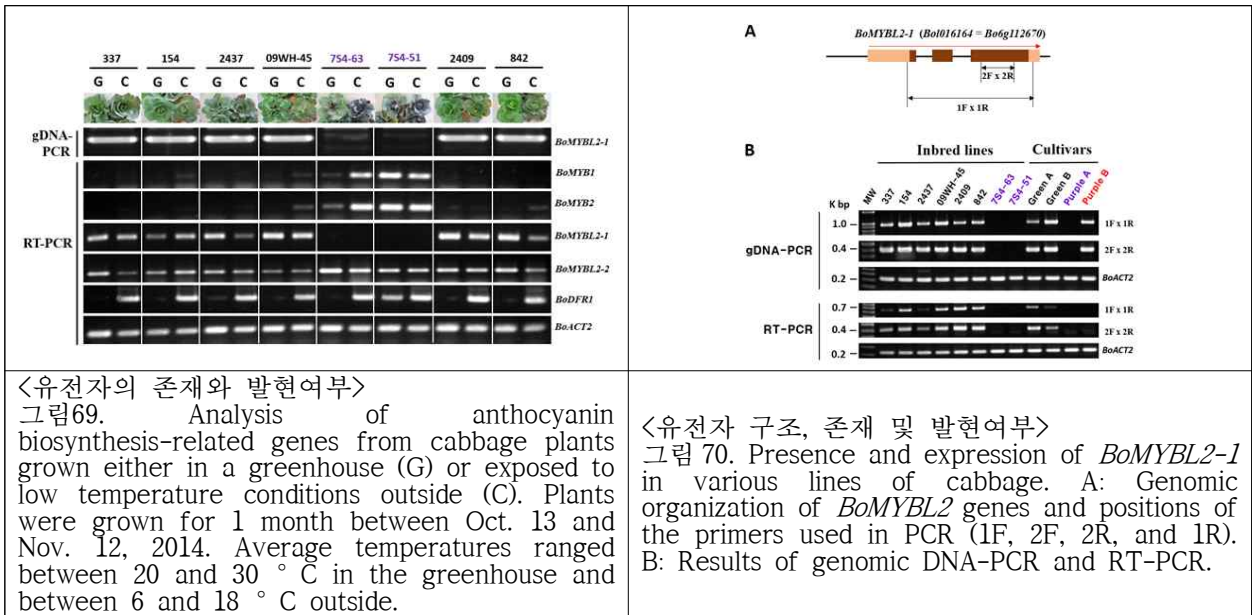 337 154 2437 09WH-45 7S4-63 7S4-51 2409 842
G C G C G C G C G C G C G C G C
gDNA-
PCR
BoMYBL2-1
BoMYB1
BoMYB2
RT-PCR
BoMYBL2-1
BoMYBL2-2
BoDFR1
BoACT2
A
BoMYBL2-1 (Bol016164 = Bo6g112670)
2F x 2R
1F x 1R
B
Inbred lines Cultivars
MW 337 154 2437 09WH-45 2409 842 7S4-63 7S4-51 Green A Green B Purple A Purple B
K bp
1.0 1F x 1R
gDNA-PCR 0.4 2F x 2R
0.2 BoACT2
0.7 1F x 1R
RT-PCR 0.4 2F x 2R
0.2 BoACT2
<유전자의 존재와 발현여부>
그림69. Analysis of anthocyanin
biosynthesis-related genes from cabbage plants
grown either in a greenhouse (G) or exposed to
low temperature conditions outside (C). Plants
were grown for 1 month between Oct. 13 and
Nov. 12, 2014. Average temperatures ranged
between 20 and 30 ° C in the greenhouse and
between 6 and 18 ° C outside.
<유전자 구조, 존재 및 발현여부>
그림 70. Presence and expression of BoMYBL2-1
in various lines of cabbage. A: Genomic
organization of BoMYBL2 genes and positions of
the primers used in PCR (1F, 2F, 2R, and 1R).
B: Results of genomic DNA-PCR and RT-PCR.